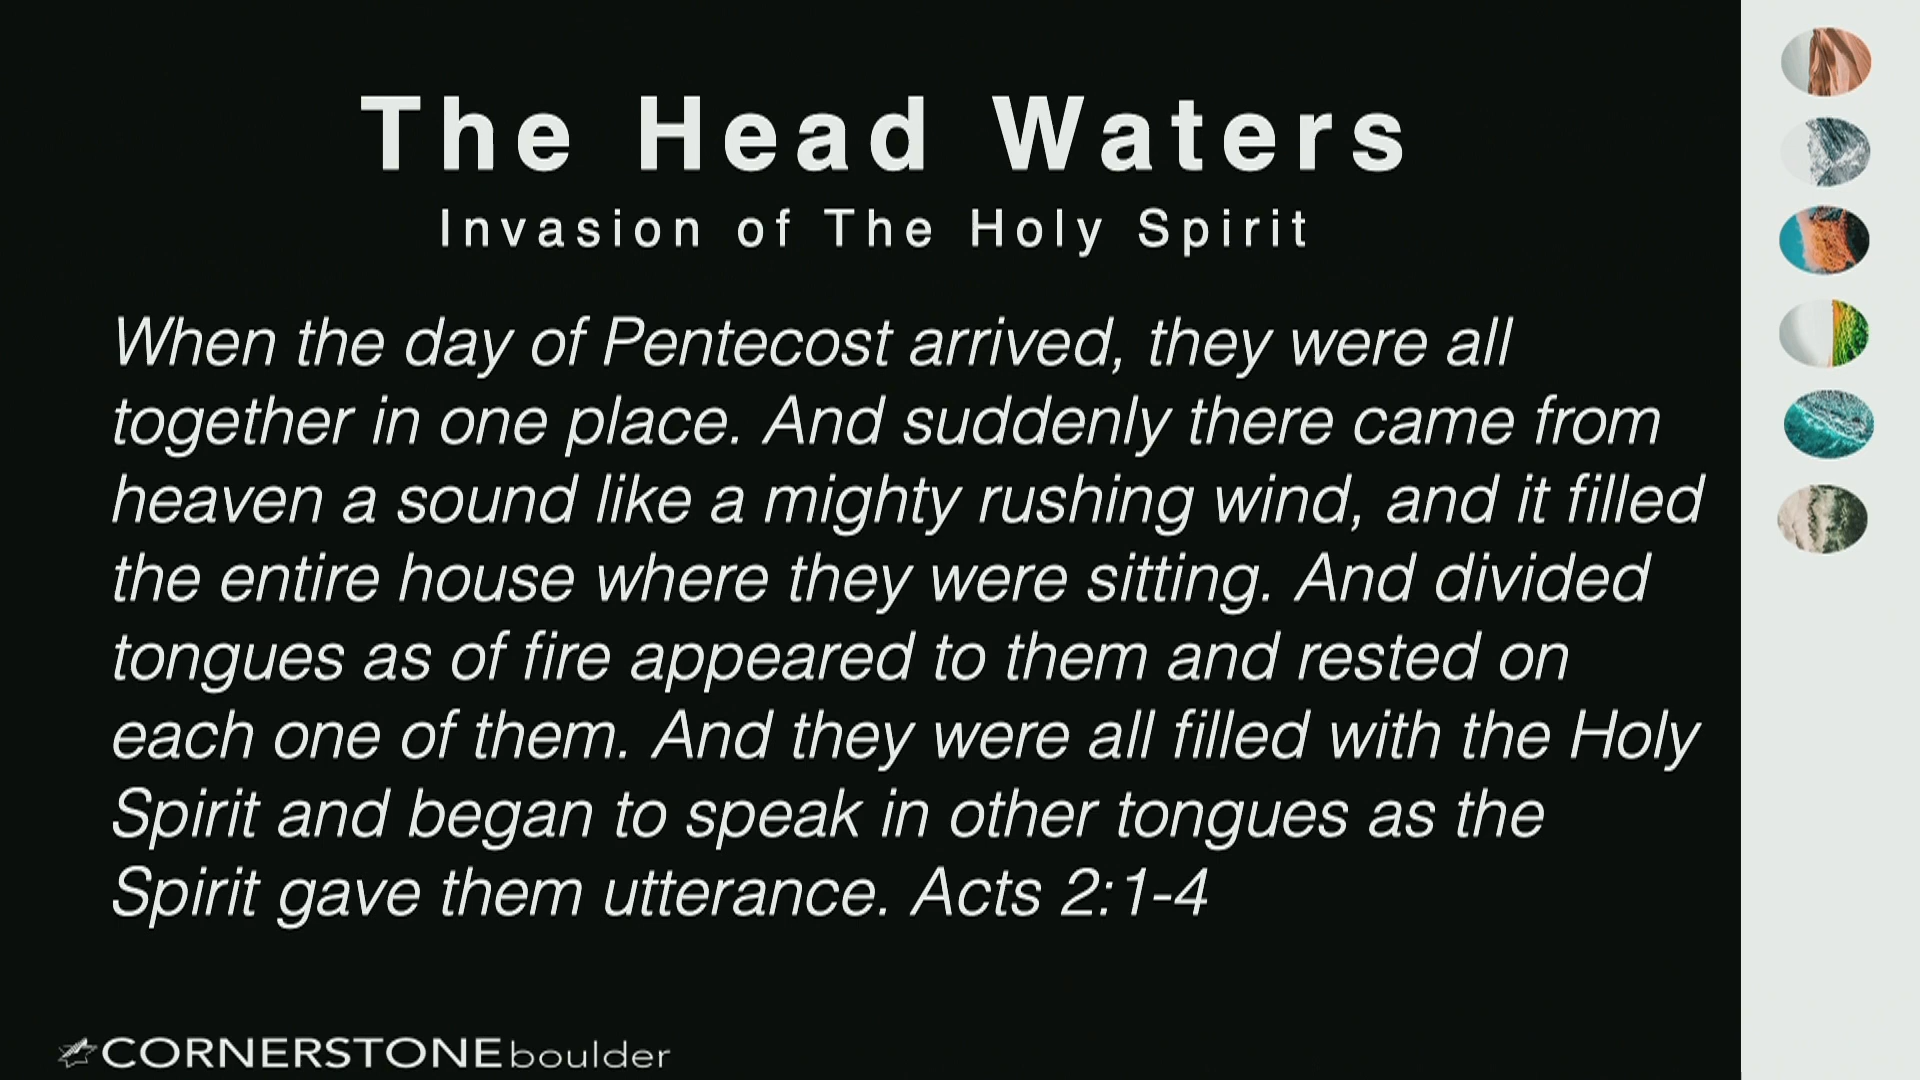 The Head Waters
Invasion of The Holy Spirit
When the day of Pentecost arrived, they were all
together in one place. And suddenly there came from
heaven a sound like a mighty rushing wind, and it filled
the entire house where they were sitting. And divided
tongues as of fire appeared to them and rested on
each one of them. And they were all filled with the Holy
Spirit and began to speak in other tongues as the
Spirit gave them utterance. Acts 2:1-4
CORNERSTONE boulder